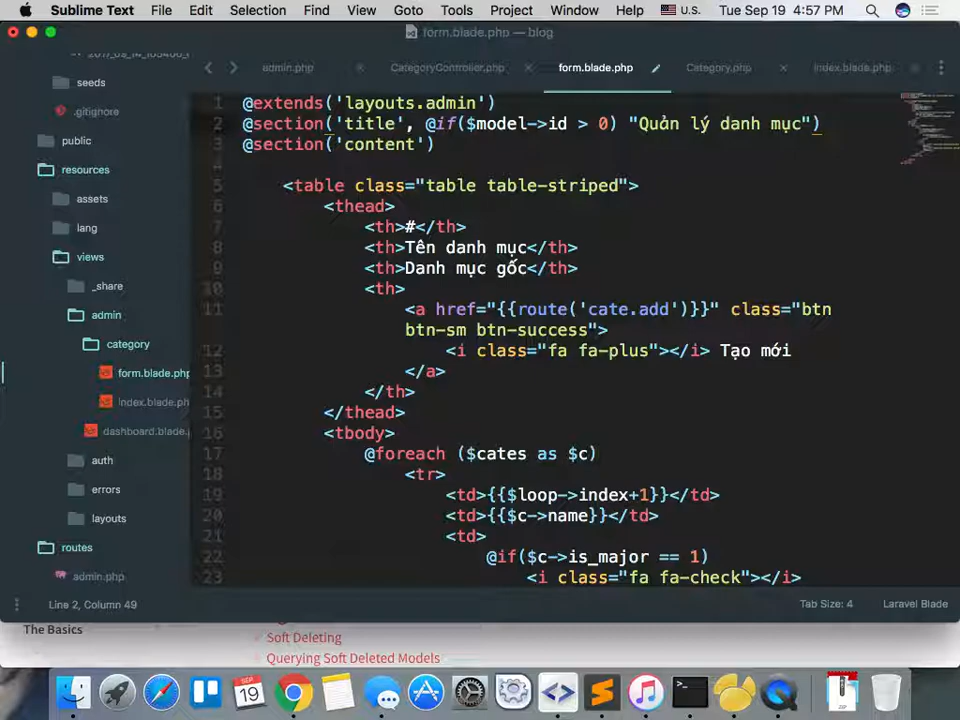 Sublime Text File Edit Selection Find View Goto Tools Project Window Help U.S. Tue Sep 19 4:57 PM
form.blade.php — blog
admin.php CategoryController.php form.blade.php Category.php index.blade.php
seeds
.gitignore
public
resources
assets
lang
views
_share
admin
category
form.blade.php
index.blade.ph
dashboard.blade.
auth
errors
layouts
routes
admin.php
1 @extends('layouts.admin')
2 @section('title', @if($model->id > 0) "Quản lý danh mục")
3 @section('content')
4
5 <table class="table table-striped">
6 <thead>
7 <th>#</th>
8 <th>Tên danh mục</th>
9 <th>Danh mục gốc</th>
10 <th>
11 <a href="{{route('cate.add')}}" class="btn
btn-sm btn-success">
12 <i class="fa fa-plus"></i> Tạo mới
13 </a>
14 </th>
15 </thead>
16 <tbody>
17 @foreach ($cates as $c)
18 <tr>
19 <td>{{$loop->index+1}}</td>
20 <td>{{$c->name}}</td>
21 <td>
22 @if($c->is_major == 1)
23 <i class="fa fa-check"></i>
Line 2, Column 49 Tab Size: 4 Laravel Blade
The Basics
Soft Deleting
Querying Soft Deleted Models
SEP
19